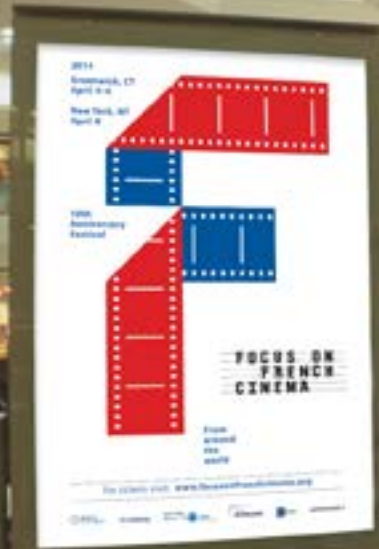 2014
Greenwich, CT
April 4-6
New York, NY
April 8
10th
Anniversary
Festival
FOCUS ON
FRENCH
CINEMA
From
around
the
world
For tickets visit: www.focusonfrenchcinema.org